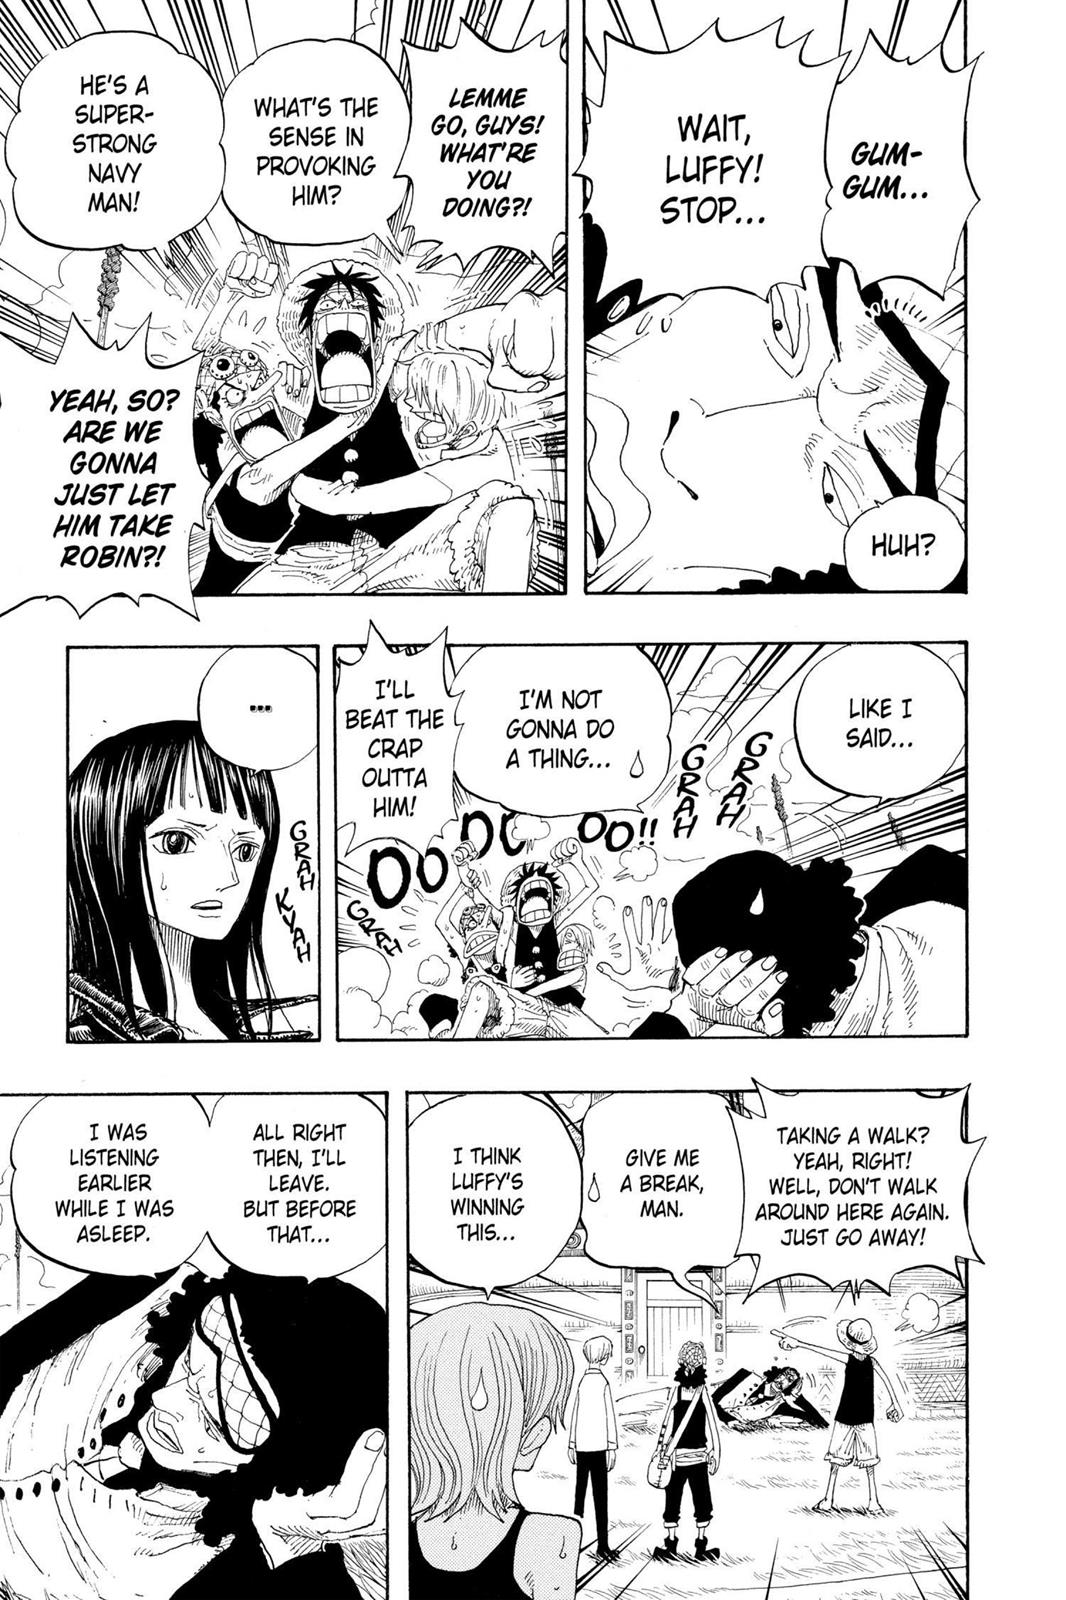 GUM-
GUM...
WAIT,
LUFFY!
STOP...
HUH?
LEMME
GO, GUYS!
WHAT'RE
YOU
DOING?!
WHAT'S THE
SENSE IN
PROVOKING
HIM?
HE'S A
SUPER-
STRONG
NAVY
MAN!
YEAH, SO?
ARE WE
GONNA
JUST LET
HIM TAKE
ROBIN?!
LIKE I
SAID...
I'M NOT
GONNA DO
A THING...
I'LL
BEAT THE
CRAP
OUTTA
HIM!
GRAH
GRAH
OOOOOO!!
GRAH
...
GRAH
KYAH
TAKING A WALK?
YEAH, RIGHT!
WELL, DON'T WALK
AROUND HERE AGAIN.
JUST GO AWAY!
GIVE ME
A BREAK,
MAN.
I THINK
LUFFY'S
WINNING
THIS...
ALL RIGHT
THEN, I'LL
LEAVE.
BUT BEFORE
THAT...
I WAS
LISTENING
EARLIER
WHILE I WAS
ASLEEP.